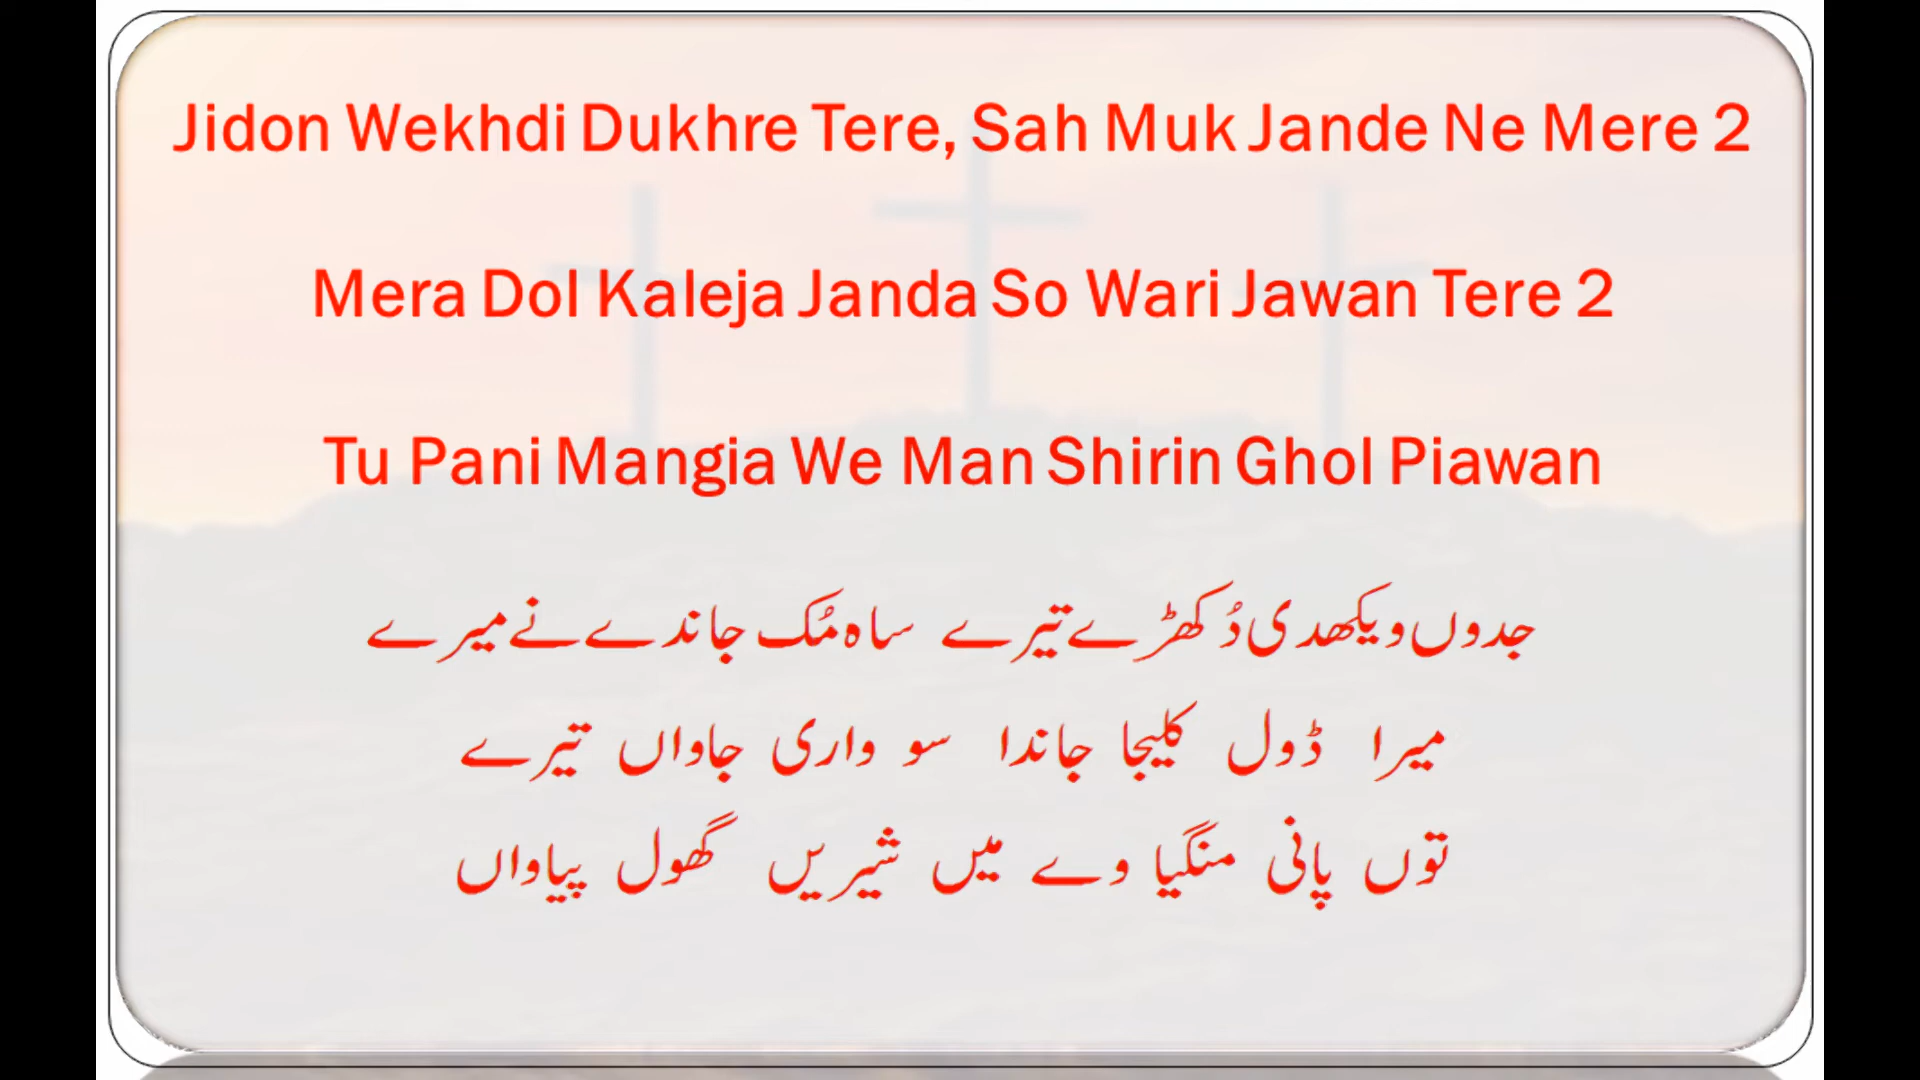 Jidon Wekhdi Dukhre Tere, Sah Muk Jande Ne Mere 2
Mera Dol Kaleja Janda So Wari Jawan Tere 2
Tu Pani Mangia We Man Shirin Ghol Piawan
جدوں ویکھدی دُکھڑے تیرے ساہ مُک جاندے نے میرے
میرا ڈول کلیجا جاندا سو واری جاواں تیرے
توں پانی منگیا وے میں شیریں گھول پیاواں